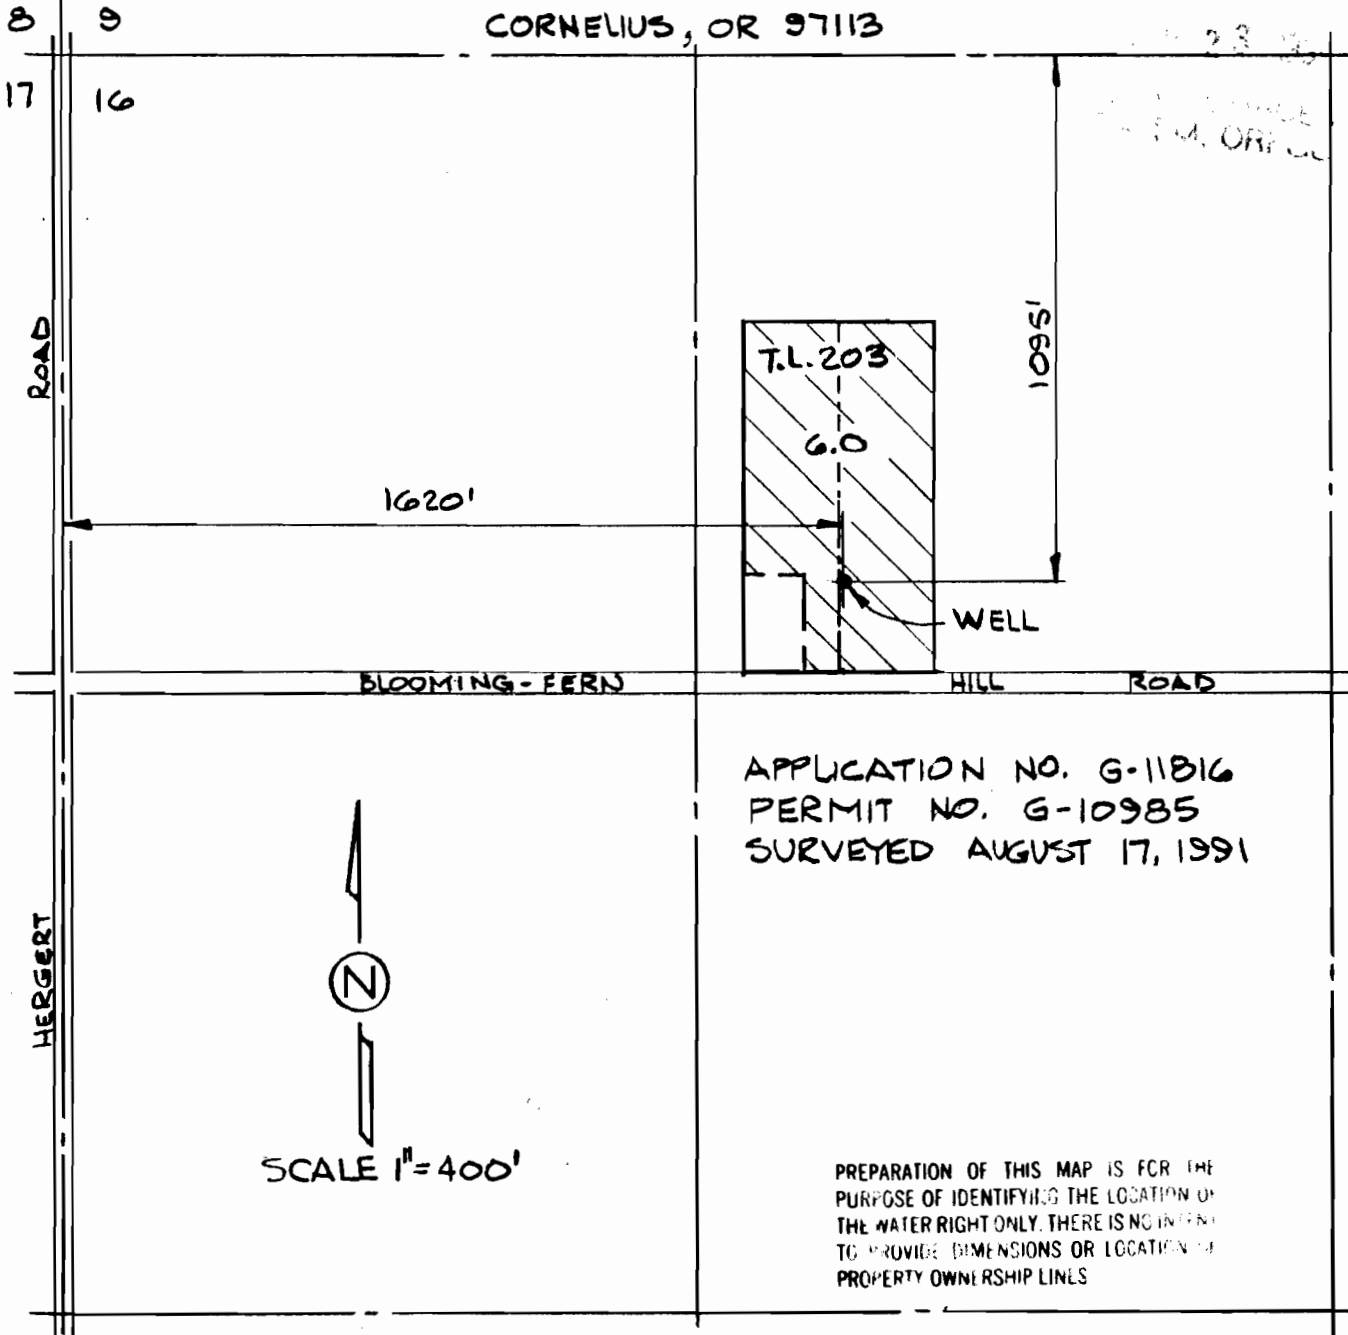 8 9
CORNELIUS, OR 97113
23
17 16
M. OR
ROAD
1095'
T.L. 203
6.0
1620'
WELL
BLOOMING-FERN HILL ROAD
APPLICATION NO. G-11816
PERMIT NO. G-10985
SURVEYED AUGUST 17, 1991
HERGERT
N
SCALE 1"=400'
PREPARATION OF THIS MAP IS FOR THE
PURPOSE OF IDENTIFYING THE LOCATION OF
THE WATER RIGHT ONLY. THERE IS NO INTENT
TO PROVIDE DIMENSIONS OR LOCATION OF
PROPERTY OWNERSHIP LINES